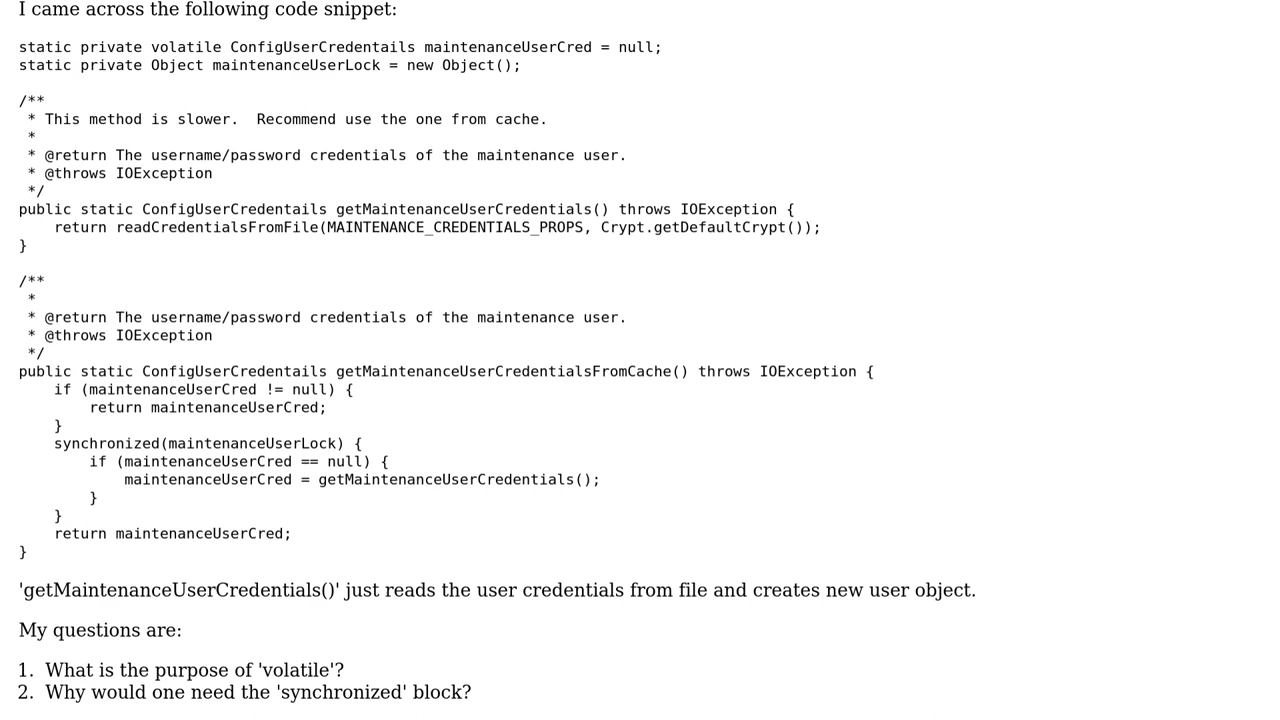 I came across the following code snippet:
static private volatile ConfigUserCredentails maintenanceUserCred = null;
static private Object maintenanceUserLock = new Object();
/**
 * This method is slower.  Recommend use the one from cache.
 *
 * @return The username/password credentials of the maintenance user.
 * @throws IOException
 */
public static ConfigUserCredentails getMaintenanceUserCredentials() throws IOException {
    return readCredentialsFromFile(MAINTENANCE_CREDENTIALS_PROPS, Crypt.getDefaultCrypt());
}
/**
 *
 * @return The username/password credentials of the maintenance user.
 * @throws IOException
 */
public static ConfigUserCredentails getMaintenanceUserCredentialsFromCache() throws IOException {
    if (maintenanceUserCred != null) {
        return maintenanceUserCred;
    }
    synchronized(maintenanceUserLock) {
        if (maintenanceUserCred == null) {
            maintenanceUserCred = getMaintenanceUserCredentials();
        }
    }
    return maintenanceUserCred;
}
'getMaintenanceUserCredentials()' just reads the user credentials from file and creates new user object.
My questions are:
1. What is the purpose of 'volatile'?
2. Why would one need the 'synchronized' block?